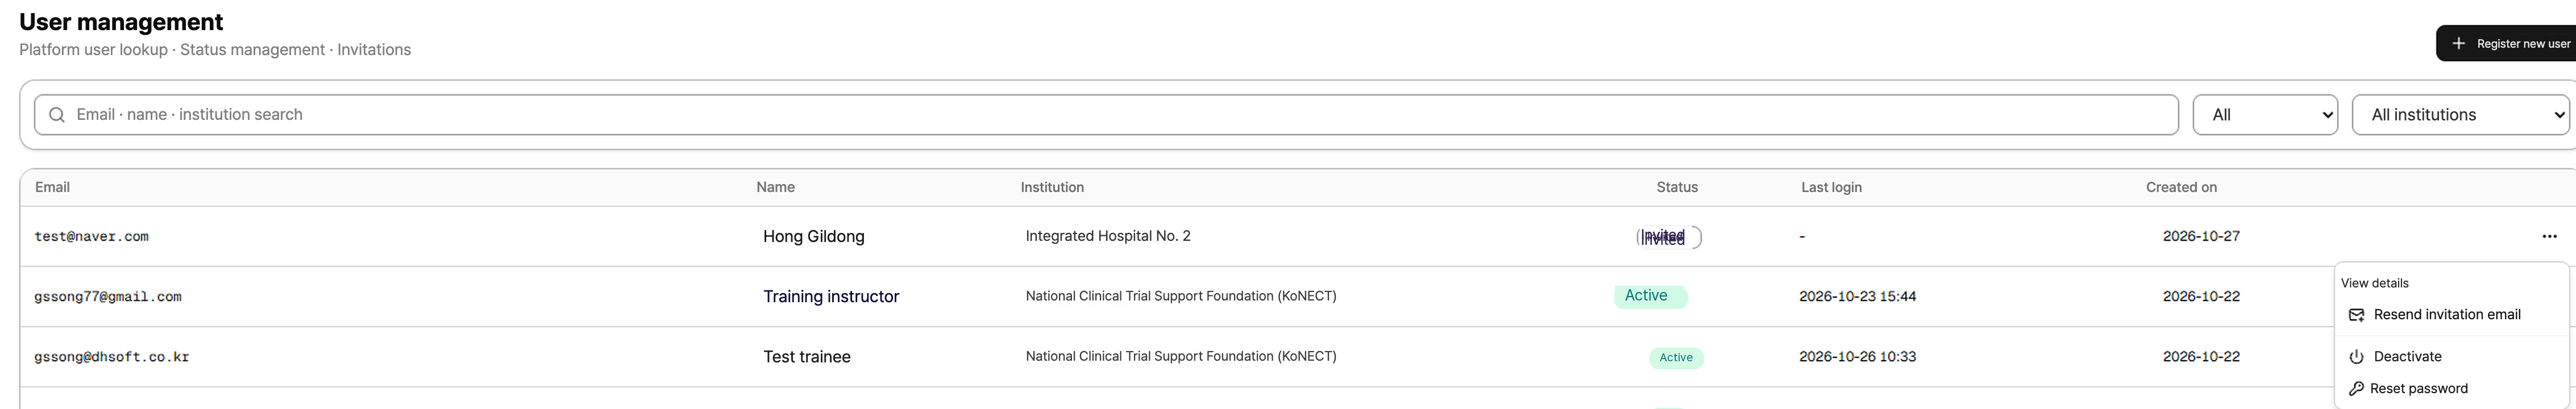 User management
Platform user lookup · Status management · Invitations
+ Register new user
Email · name · institution search
All
All institutions
Email Name Institution Status Last login Created on
test@naver.com Hong Gildong Integrated Hospital No. 2 Invited - 2026-10-27 ...
gssong77@gmail.com Training instructor National Clinical Trial Support Foundation (KoNECT) Active 2026-10-23 15:44 2026-10-22
gssong@dhsoft.co.kr Test trainee National Clinical Trial Support Foundation (KoNECT) Active 2026-10-26 10:33 2026-10-22
View details
Resend invitation email
Deactivate
Reset password